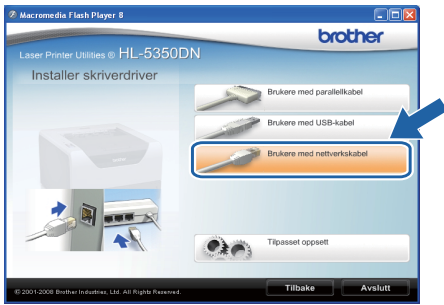 Macromedia Flash Player 8
brother
Laser Printer Utilities ® HL-5350DN
Installer skriverdriver
Brukere med parallellkabel
Brukere med USB-kabel
Brukere med nettverkskabel
Tilpasset oppsett
© 2001-2008 Brother Industries, Ltd. All Rights Reserved.
Tilbake
Avslutt